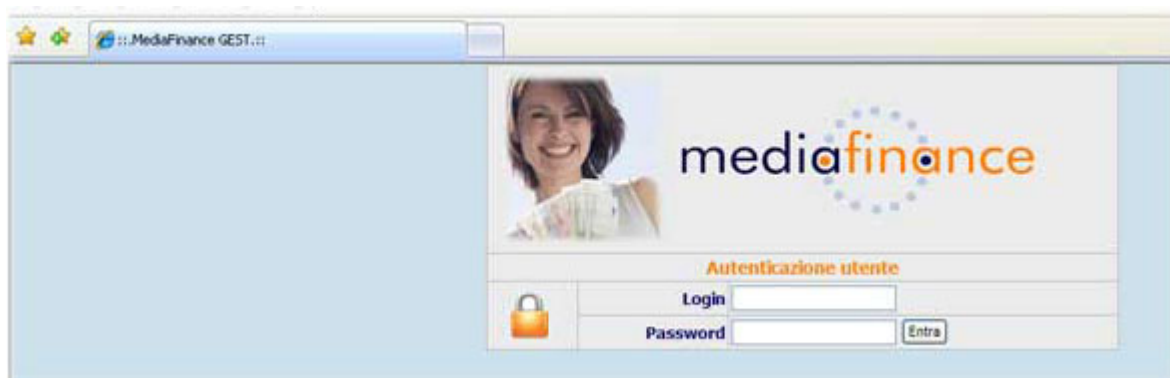 ::.MediaFinance GEST.::
mediafinance
Autenticazione utente
Login
Password
Entra